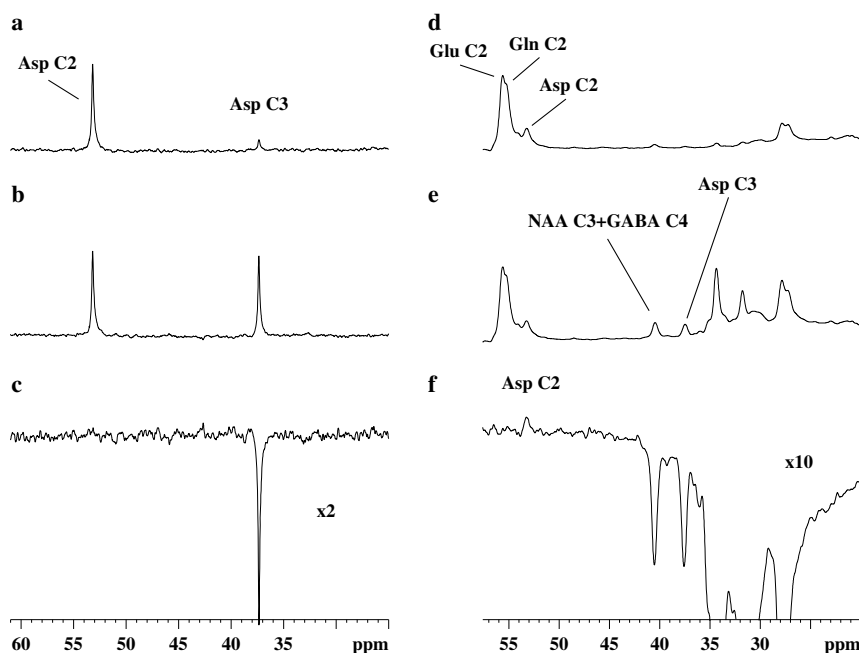 a
Asp C2
Asp C3
b
c
x2
60 55 50 45 40 35 ppm
d
Glu C2
Gln C2
Asp C2
e
Asp C3
NAA C3+GABA C4
f
Asp C2
x10
55 50 45 40 35 30 ppm